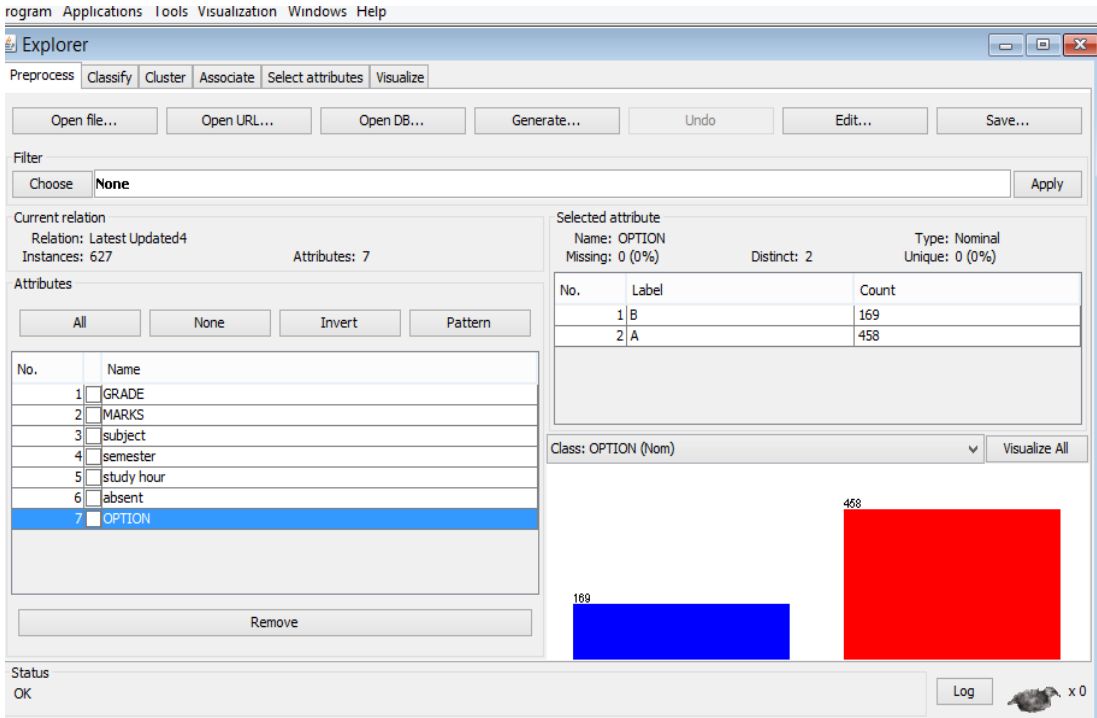 rogram Applications Tools Visualization Windows Help
Explorer
Preprocess Classify Cluster Associate Select attributes Visualize
Open file... Open URL... Open DB... Generate... Undo Edit... Save...
Filter
Choose None Apply
Current relation
Relation: Latest Updated4
Instances: 627 Attributes: 7
Attributes
All None Invert Pattern
No. Name
1 GRADE
2 MARKS
3 subject
4 semester
5 study hour
6 absent
7 OPTION
Remove
Selected attribute
Name: OPTION Type: Nominal
Missing: 0 (0%) Distinct: 2 Unique: 0 (0%)
No. Label Count
1 B 169
2 A 458
Class: OPTION (Nom) Visualize All
169
458
Status
OK
Log x 0